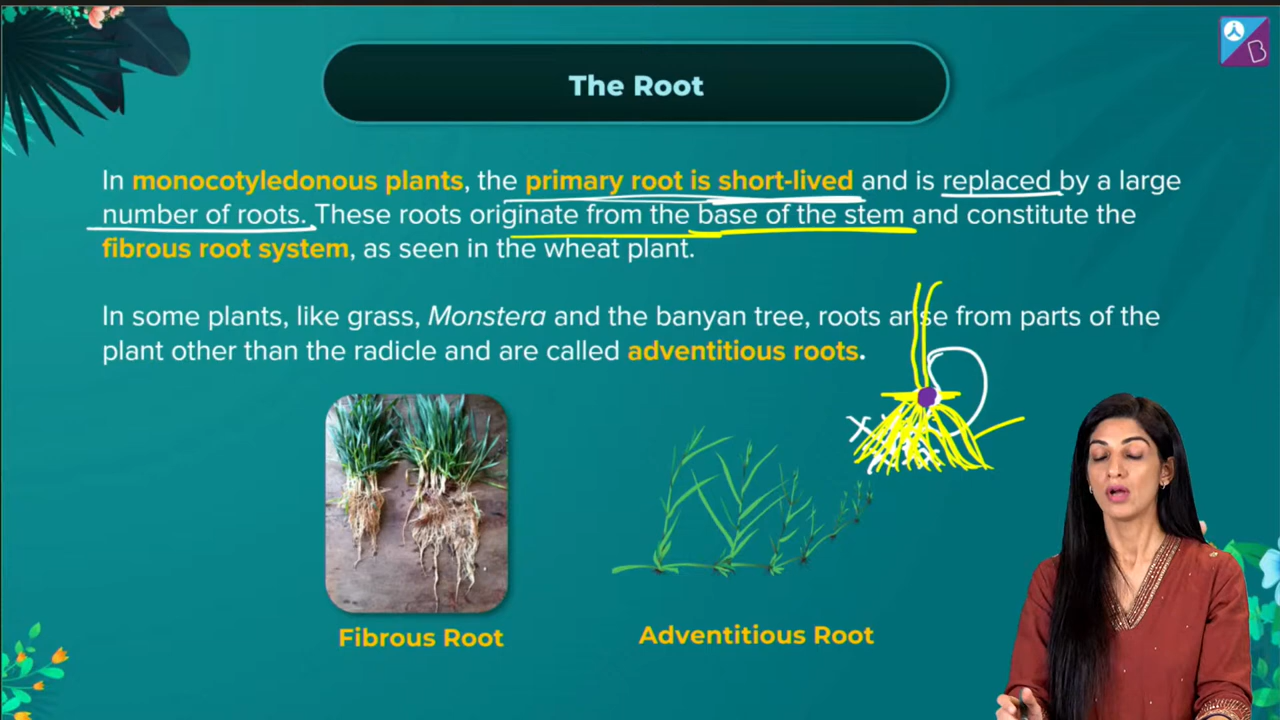 The Root
In monocotyledonous plants, the primary root is short-lived and is replaced by a large
number of roots. These roots originate from the base of the stem and constitute the
fibrous root system, as seen in the wheat plant.
In some plants, like grass, Monstera and the banyan tree, roots arise from parts of the
plant other than the radicle and are called adventitious roots.
Fibrous Root
Adventitious Root
B